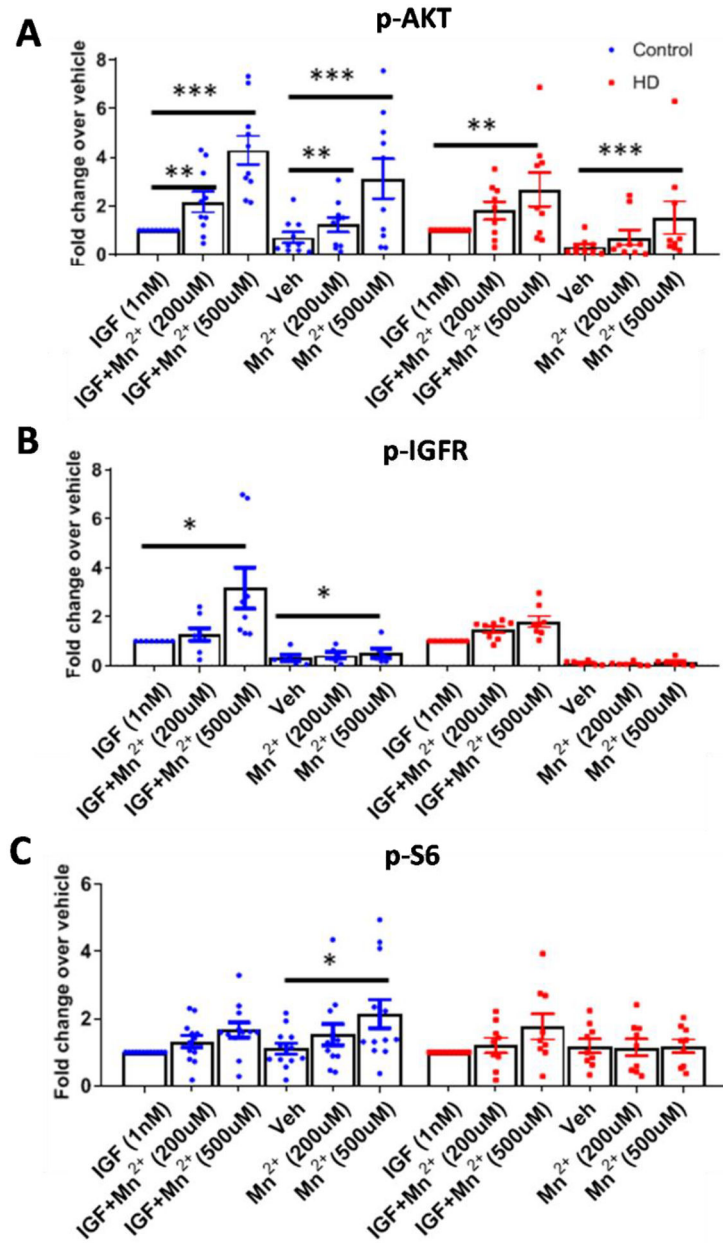 A
p-AKT
Fold change over vehicle
8
6
4
2
0
***
**
***
**
**
***
Control
HD
IGF (1nM)
IGF+Mn2+ (200uM)
IGF+Mn2+ (500uM)
Veh
Mn2+ (200uM)
Mn2+ (500uM)
IGF (1nM)
IGF+Mn2+ (200uM)
IGF+Mn2+ (500uM)
Veh
Mn2+ (200uM)
Mn2+ (500uM)
B
p-IGFR
Fold change over vehicle
8
6
4
2
0
*
*
IGF (1nM)
IGF+Mn2+ (200uM)
IGF+Mn2+ (500uM)
Veh
Mn2+ (200uM)
Mn2+ (500uM)
IGF (1nM)
IGF+Mn2+ (200uM)
IGF+Mn2+ (500uM)
Veh
Mn2+ (200uM)
Mn2+ (500uM)
C
p-S6
Fold change over vehicle
6
4
2
0
*
IGF (1nM)
IGF+Mn2+ (200uM)
IGF+Mn2+ (500uM)
Veh
Mn2+ (200uM)
Mn2+ (500uM)
IGF (1nM)
IGF+Mn2+ (200uM)
IGF+Mn2+ (500uM)
Veh
Mn2+ (200uM)
Mn2+ (500uM)